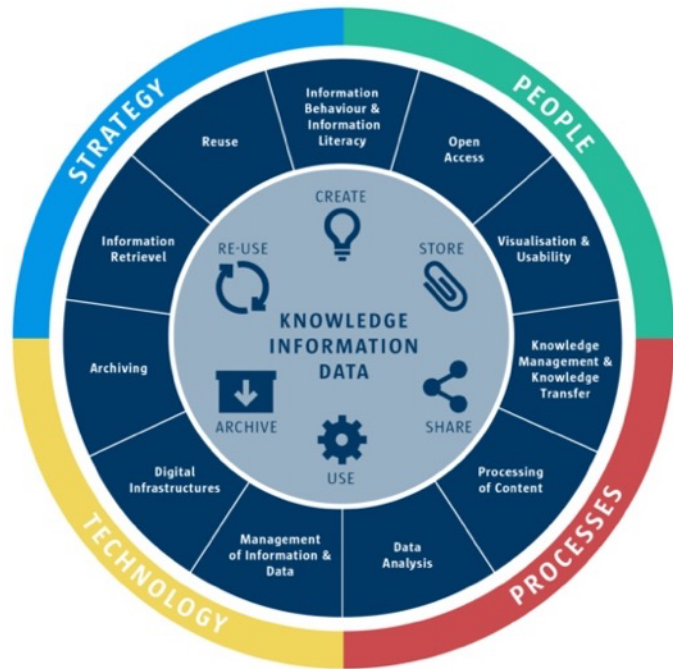 STRATEGY
PEOPLE
PROCESSES
TECHNOLOGY
Information
Behaviour &
Information
Literacy
Open
Access
Visualisation &
Usability
Knowledge
Management &
Knowledge
Transfer
Processing
of Content
Data
Analysis
Management
of Information &
Data
Digital
Infrastructures
Archiving
Information
Retrievel
Reuse
CREATE
STORE
SHARE
USE
ARCHIVE
RE-USE
KNOWLEDGE
INFORMATION
DATA